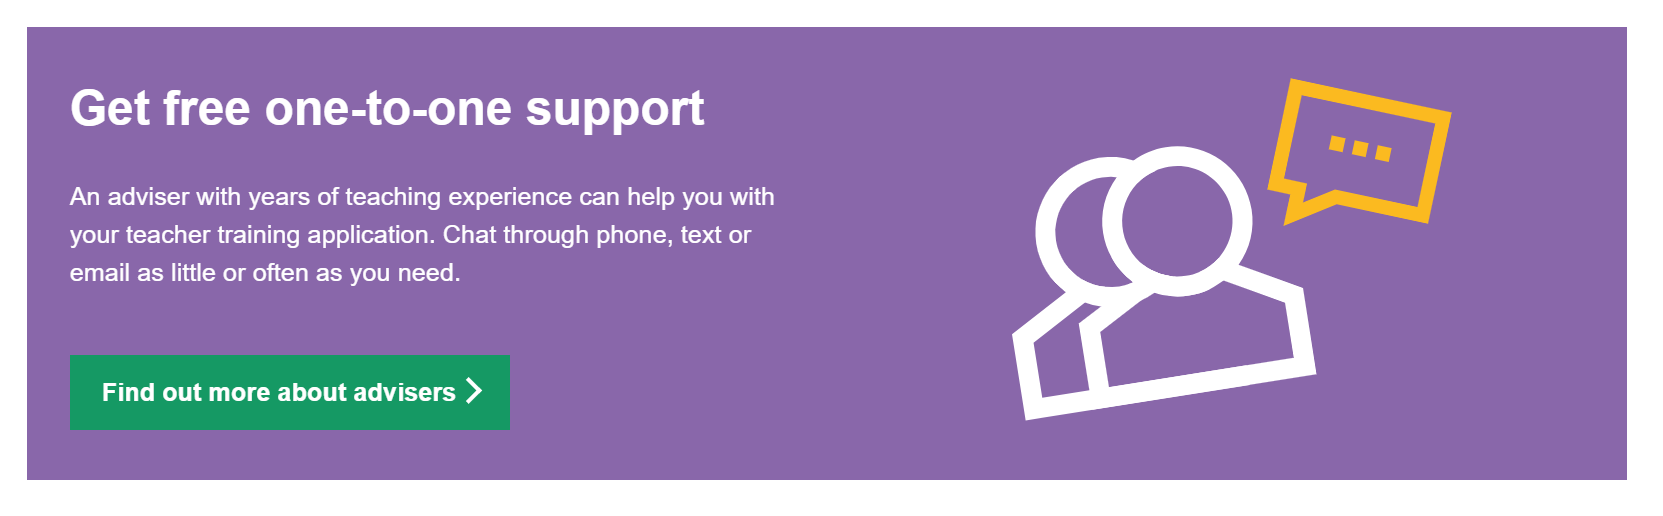 Get free one-to-one support
An adviser with years of teaching experience can help you with
your teacher training application. Chat through phone, text or
email as little or often as you need.
Find out more about advisers